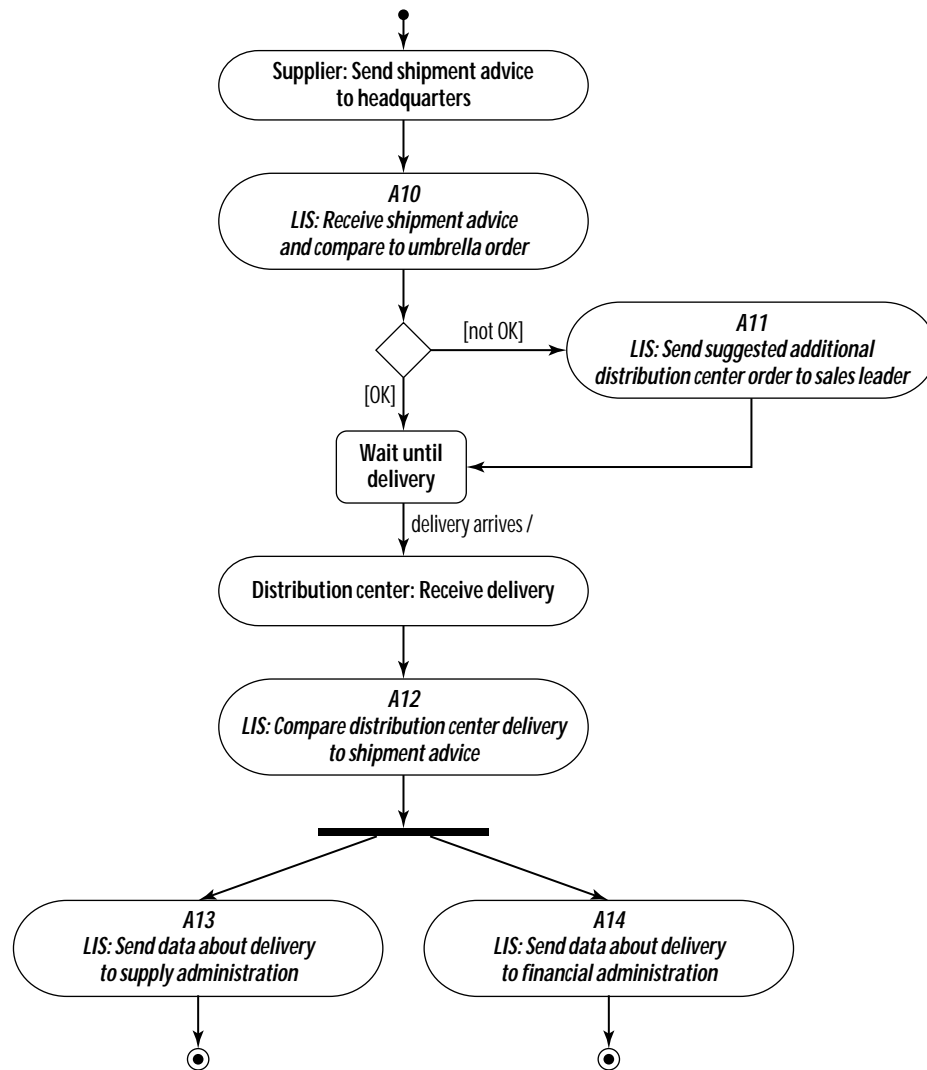 Supplier: Send shipment advice
to headquarters
A10
LIS: Receive shipment advice
and compare to umbrella order
[not OK]
A11
LIS: Send suggested additional
distribution center order to sales leader
[OK]
Wait until
delivery
delivery arrives /
Distribution center: Receive delivery
A12
LIS: Compare distribution center delivery
to shipment advice
A13
LIS: Send data about delivery
to supply administration
A14
LIS: Send data about delivery
to financial administration